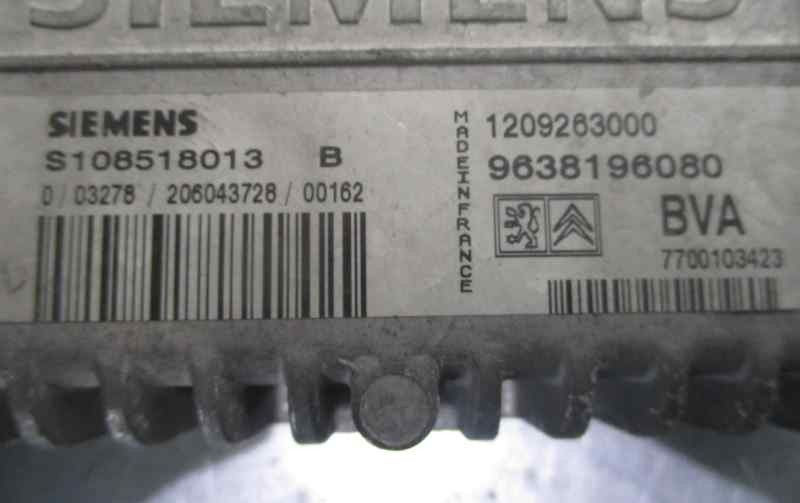 SIEMENS
SIEMENS
S108518013 B
0 / 03278 / 206043728 / 00162
MADEINFRANCE
1209263000
9638196080
BVA
7700103423